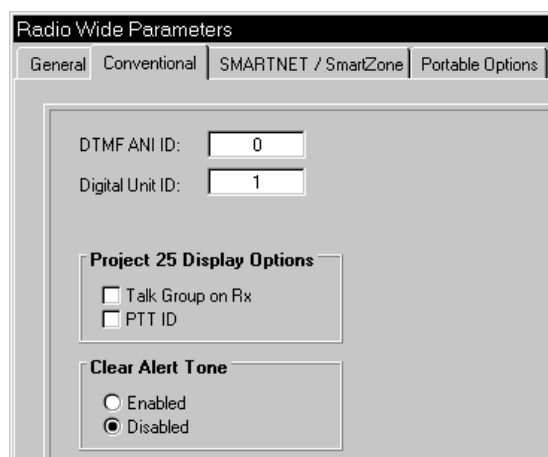 Radio Wide Parameters
General Conventional SMARTNET / SmartZone Portable Options
DTMF ANI ID: 0
Digital Unit ID: 1
Project 25 Display Options
Talk Group on Rx
PTT ID
Clear Alert Tone
Enabled
Disabled